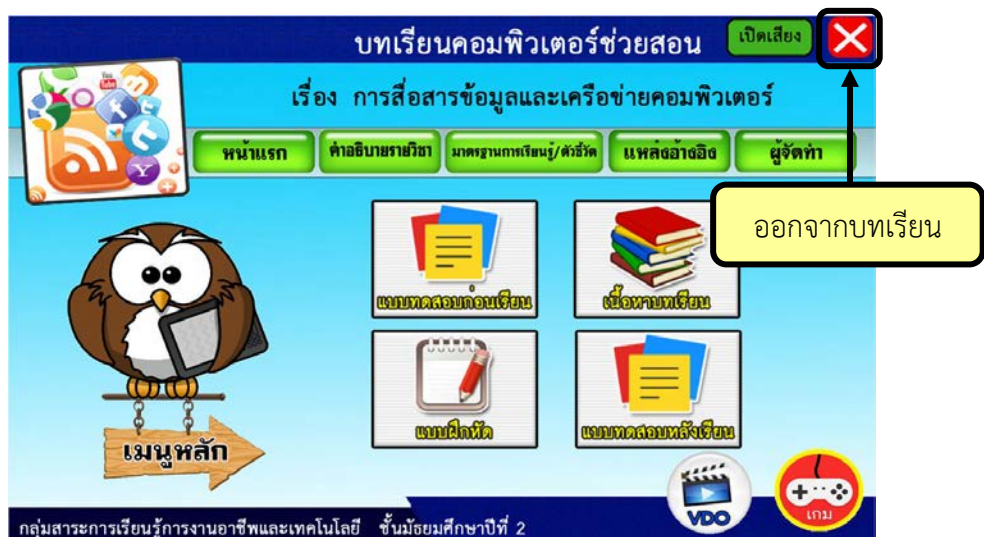 บทเรียนคอมพิวเตอร์ช่วยสอน
เปิดเสียง
เรื่อง การสื่อสารข้อมูลและเครือข่ายคอมพิวเตอร์
You
Tube
หน้าแรก
คำอธิบายรายวิชา
มาตรฐานการเรียนรู้/ตัวชี้วัด
แหล่งอ้างอิง
ผู้จัดทำ
ออกจากบทเรียน
แบบทดสอบก่อนเรียน
เนื้อหาบทเรียน
แบบฝึกหัด
แบบทดสอบหลังเรียน
เมนูหลัก
VDO
เกม
กลุ่มสาระการเรียนรู้การงานอาชีพและเทคโนโลยี ชั้นมัธยมศึกษาปีที่ 2